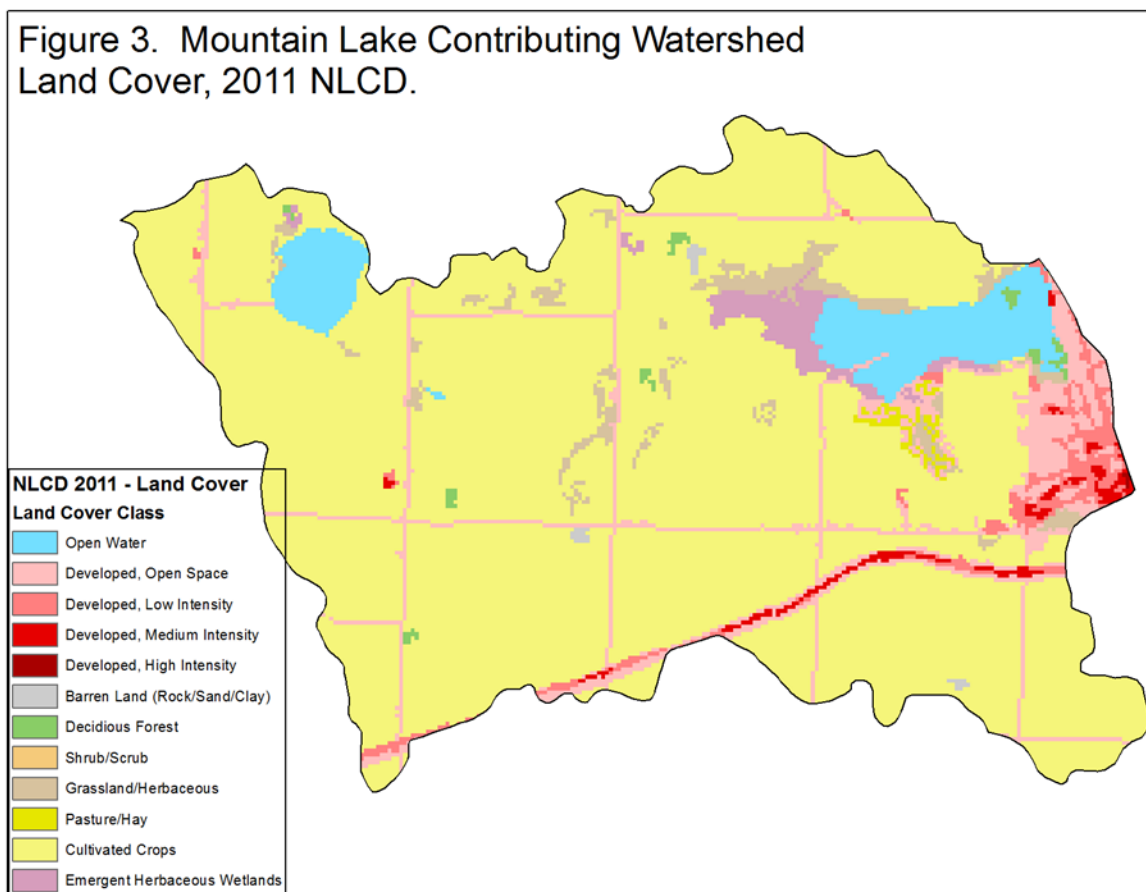 Figure 3. Mountain Lake Contributing Watershed
Land Cover, 2011 NLCD.
NLCD 2011 - Land Cover
Land Cover Class
Open Water
Developed, Open Space
Developed, Low Intensity
Developed, Medium Intensity
Developed, High Intensity
Barren Land (Rock/Sand/Clay)
Decidious Forest
Shrub/Scrub
Grassland/Herbaceous
Pasture/Hay
Cultivated Crops
Emergent Herbaceous Wetlands